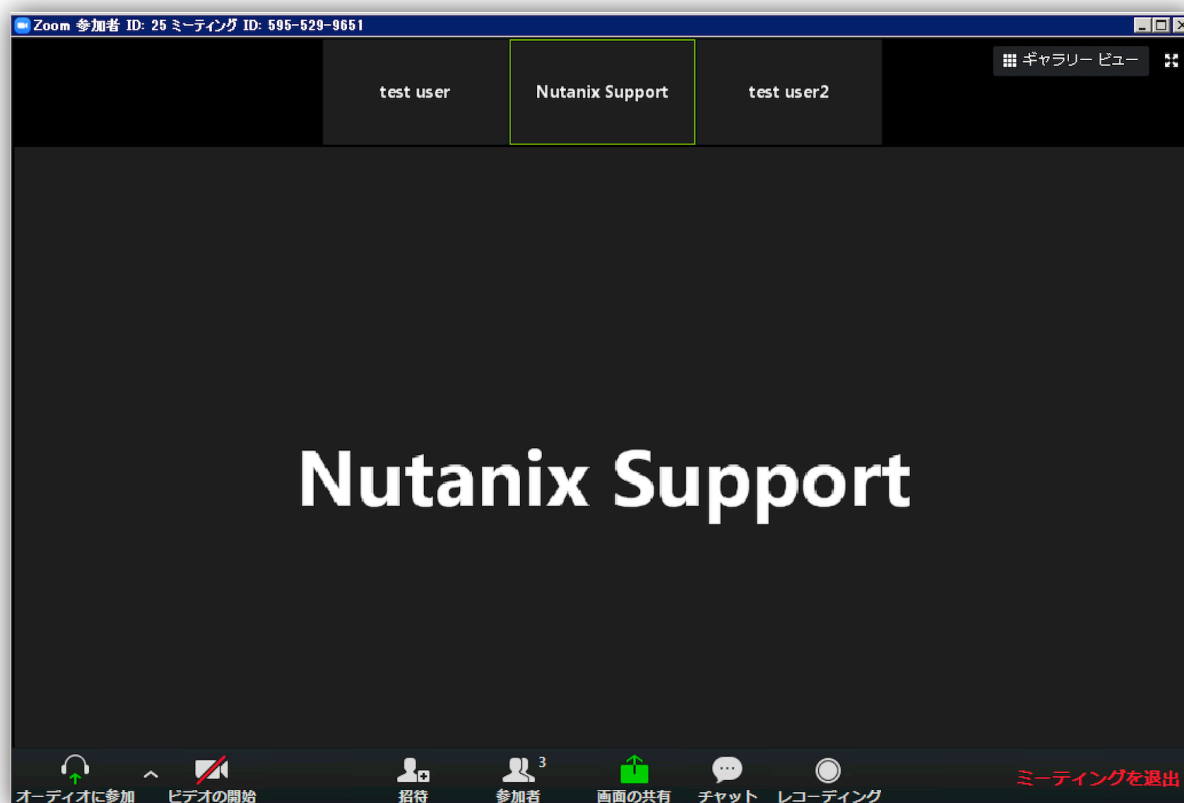 Zoom 参加者 ID: 25 ミーティング ID: 595-529-9651
ギャラリー ビュー
test user
Nutanix Support
test user2
Nutanix Support
3
オーディオに参加
ビデオの開始
招待
参加者
画面の共有
チャット
レコーディング
ミーティングを退出